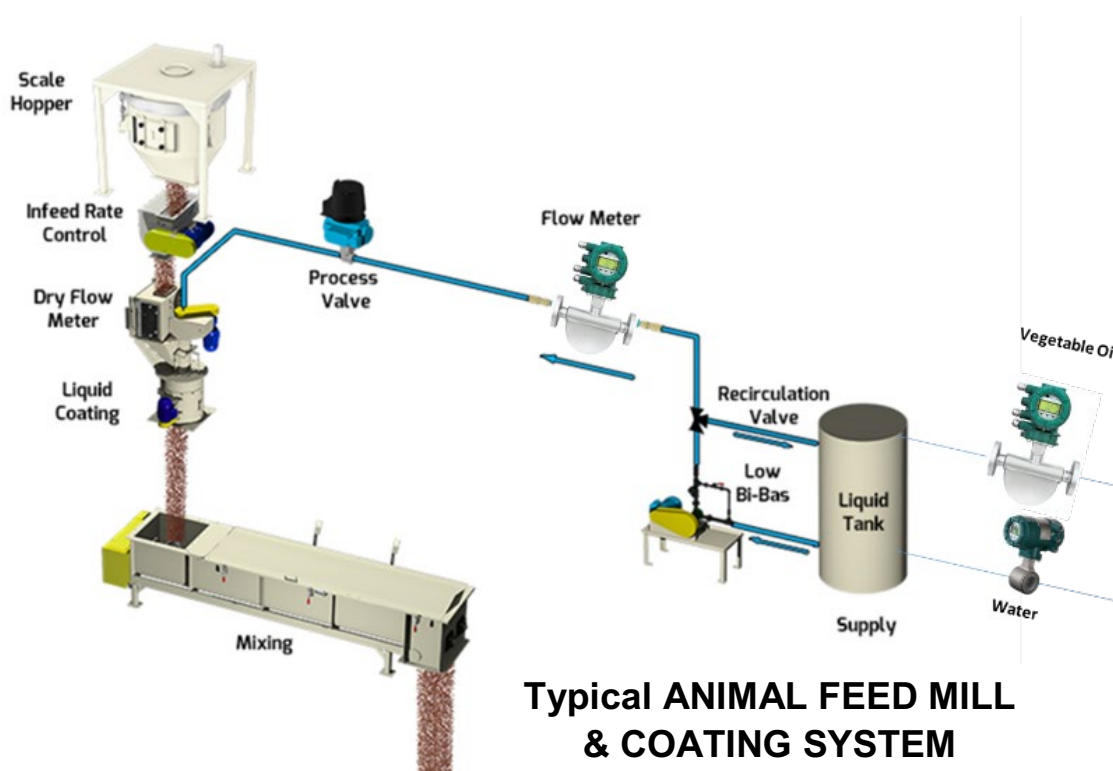 Scale
Hopper
Infeed Rate
Control
Dry Flow
Meter
Liquid
Coating
Mixing
Process
Valve
Flow Meter
Recirculation
Valve
Low
Bi-Bas
Liquid
Tank
Supply
Vegetable Oi
Water
Typical ANIMAL FEED MILL
& COATING SYSTEM